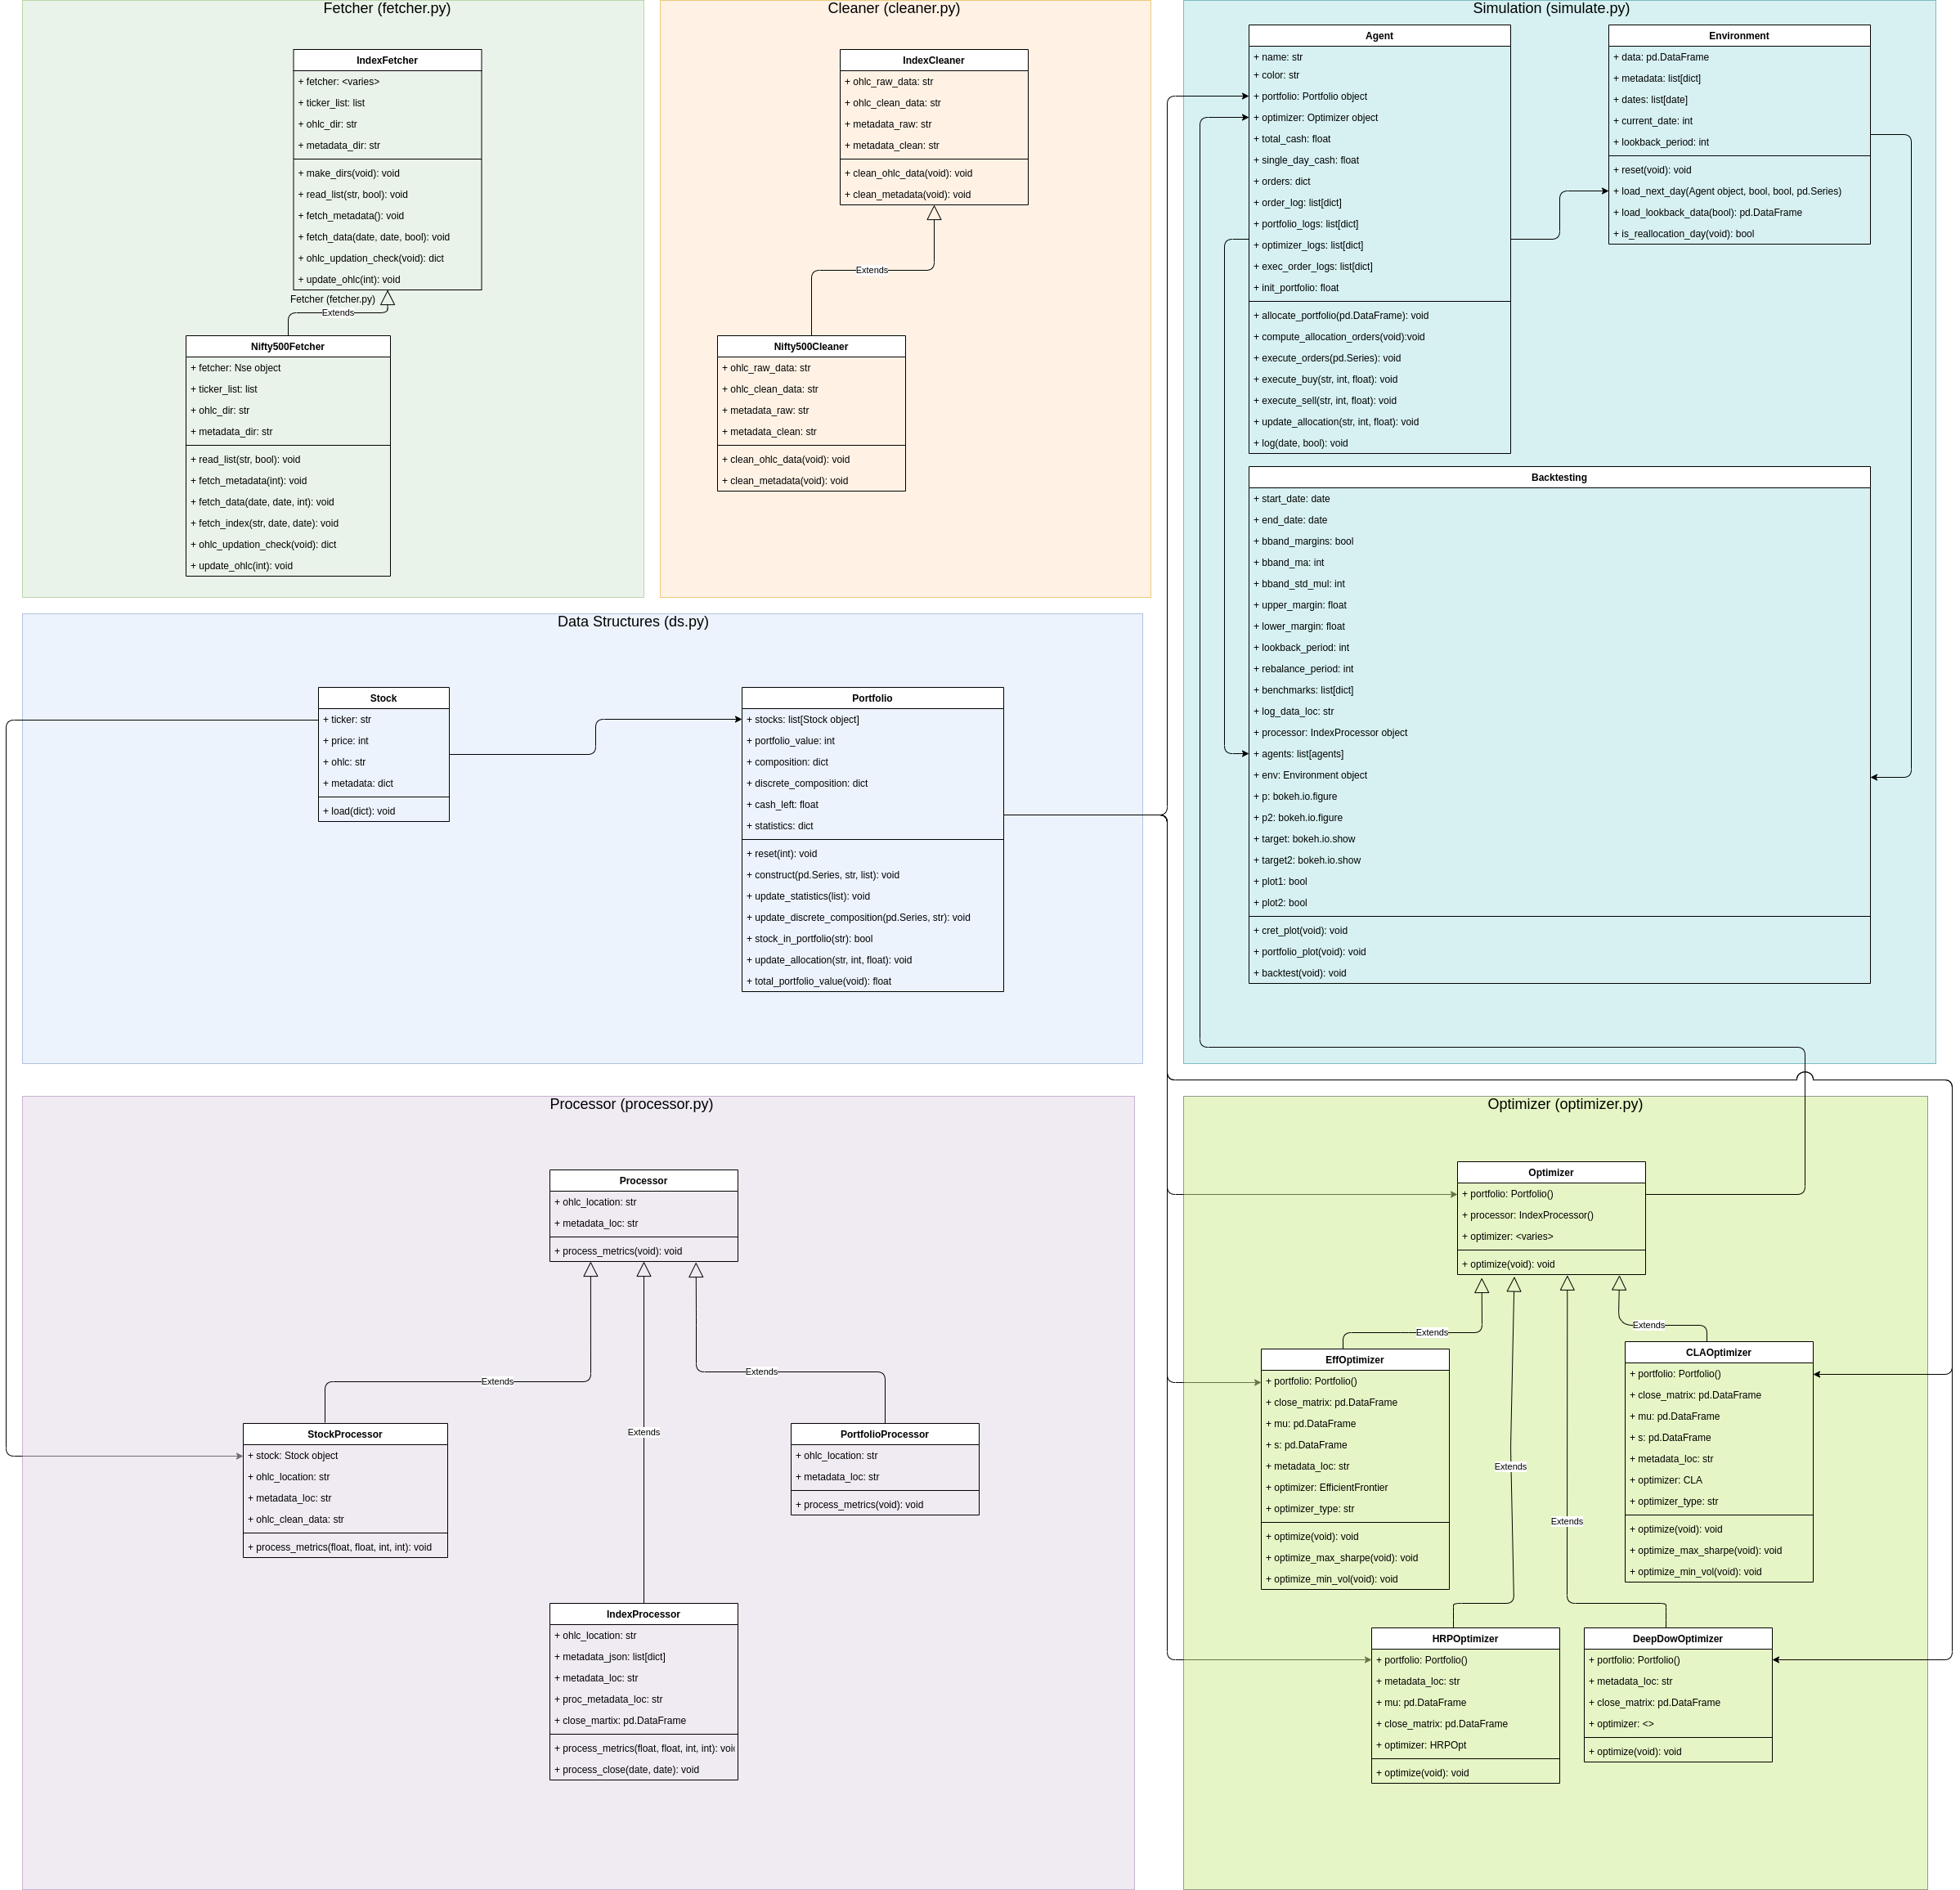 Fetcher (fetcher.py)
IndexFetcher
+ fetcher: <varies>
+ ticker_list: list
+ ohlc_dir: str
+ metadata_dir: str
+ make_dirs(void): void
+ read_list(str, bool): void
+ fetch_metadata(): void
+ fetch_data(date, date, bool): void
+ ohlc_updation_check(void): dict
+ update_ohlc(int): void
Fetcher (fetcher.py)
Extends
Nifty500Fetcher
+ fetcher: Nse object
+ ticker_list: list
+ ohlc_dir: str
+ metadata_dir: str
+ read_list(str, bool): void
+ fetch_metadata(int): void
+ fetch_data(date, date, int): void
+ fetch_index(str, date, date): void
+ ohlc_updation_check(void): dict
+ update_ohlc(int): void
Cleaner (cleaner.py)
IndexCleaner
+ ohlc_raw_data: str
+ ohlc_clean_data: str
+ metadata_raw: str
+ metadata_clean: str
+ clean_ohlc_data(void): void
+ clean_metadata(void): void
Extends
Nifty500Cleaner
+ ohlc_raw_data: str
+ ohlc_clean_data: str
+ metadata_raw: str
+ metadata_clean: str
+ clean_ohlc_data(void): void
+ clean_metadata(void): void
Simulation (simulate.py)
Agent
+ name: str
+ color: str
+ portfolio: Portfolio object
+ optimizer: Optimizer object
+ total_cash: float
+ single_day_cash: float
+ orders: dict
+ order_log: list[dict]
+ portfolio_logs: list[dict]
+ optimizer_logs: list[dict]
+ exec_order_logs: list[dict]
+ init_portfolio: float
+ allocate_portfolio(pd.DataFrame): void
+ compute_allocation_orders(void):void
+ execute_orders(pd.Series): void
+ execute_buy(str, int, float): void
+ execute_sell(str, int, float): void
+ update_allocation(str, int, float): void
+ log(date, bool): void
Environment
+ data: pd.DataFrame
+ metadata: list[dict]
+ dates: list[date]
+ current_date: int
+ lookback_period: int
+ reset(void): void
+ load_next_day(Agent object, bool, bool, pd.Series)
+ load_lookback_data(bool): pd.DataFrame
+ is_reallocation_day(void): bool
Backtesting
+ start_date: date
+ end_date: date
+ bband_margins: bool
+ bband_ma: int
+ bband_std_mul: int
+ upper_margin: float
+ lower_margin: float
+ lookback_period: int
+ rebalance_period: int
+ benchmarks: list[dict]
+ log_data_loc: str
+ processor: IndexProcessor object
+ agents: list[agents]
+ env: Environment object
+ p: bokeh.io.figure
+ p2: bokeh.io.figure
+ target: bokeh.io.show
+ target2: bokeh.io.show
+ plot1: bool
+ plot2: bool
+ cret_plot(void): void
+ portfolio_plot(void): void
+ backtest(void): void
Data Structures (ds.py)
Stock
+ ticker: str
+ price: int
+ ohlc: str
+ metadata: dict
+ load(dict): void
Portfolio
+ stocks: list[Stock object]
+ portfolio_value: int
+ composition: dict
+ discrete_composition: dict
+ cash_left: float
+ statistics: dict
+ reset(int): void
+ construct(pd.Series, str, list): void
+ update_statistics(list): void
+ update_discrete_composition(pd.Series, str): void
+ stock_in_portfolio(str): bool
+ update_allocation(str, int, float): void
+ total_portfolio_value(void): float
Processor (processor.py)
Processor
+ ohlc_location: str
+ metadata_loc: str
+ process_metrics(void): void
Extends
Extends
Extends
StockProcessor
+ stock: Stock object
+ ohlc_location: str
+ metadata_loc: str
+ ohlc_clean_data: str
+ process_metrics(float, float, int, int): void
PortfolioProcessor
+ ohlc_location: str
+ metadata_loc: str
+ process_metrics(void): void
IndexProcessor
+ ohlc_location: str
+ metadata_json: list[dict]
+ metadata_loc: str
+ proc_metadata_loc: str
+ close_martix: pd.DataFrame
+ process_metrics(float, float, int, int): voi
+ process_close(date, date): void
Optimizer (optimizer.py)
Optimizer
+ portfolio: Portfolio()
+ processor: IndexProcessor()
+ optimizer: <varies>
+ optimize(void): void
Extends
Extends
Extends
Extends
EffOptimizer
+ portfolio: Portfolio()
+ close_matrix: pd.DataFrame
+ mu: pd.DataFrame
+ s: pd.DataFrame
+ metadata_loc: str
+ optimizer: EfficientFrontier
+ optimizer_type: str
+ optimize(void): void
+ optimize_max_sharpe(void): void
+ optimize_min_vol(void): void
CLAOptimizer
+ portfolio: Portfolio()
+ close_matrix: pd.DataFrame
+ mu: pd.DataFrame
+ s: pd.DataFrame
+ metadata_loc: str
+ optimizer: CLA
+ optimizer_type: str
+ optimize(void): void
+ optimize_max_sharpe(void): void
+ optimize_min_vol(void): void
HRPOptimizer
+ portfolio: Portfolio()
+ metadata_loc: str
+ mu: pd.DataFrame
+ close_matrix: pd.DataFrame
+ optimizer: HRPOpt
+ optimize(void): void
DeepDowOptimizer
+ portfolio: Portfolio()
+ metadata_loc: str
+ close_matrix: pd.DataFrame
+ optimizer: <>
+ optimize(void): void